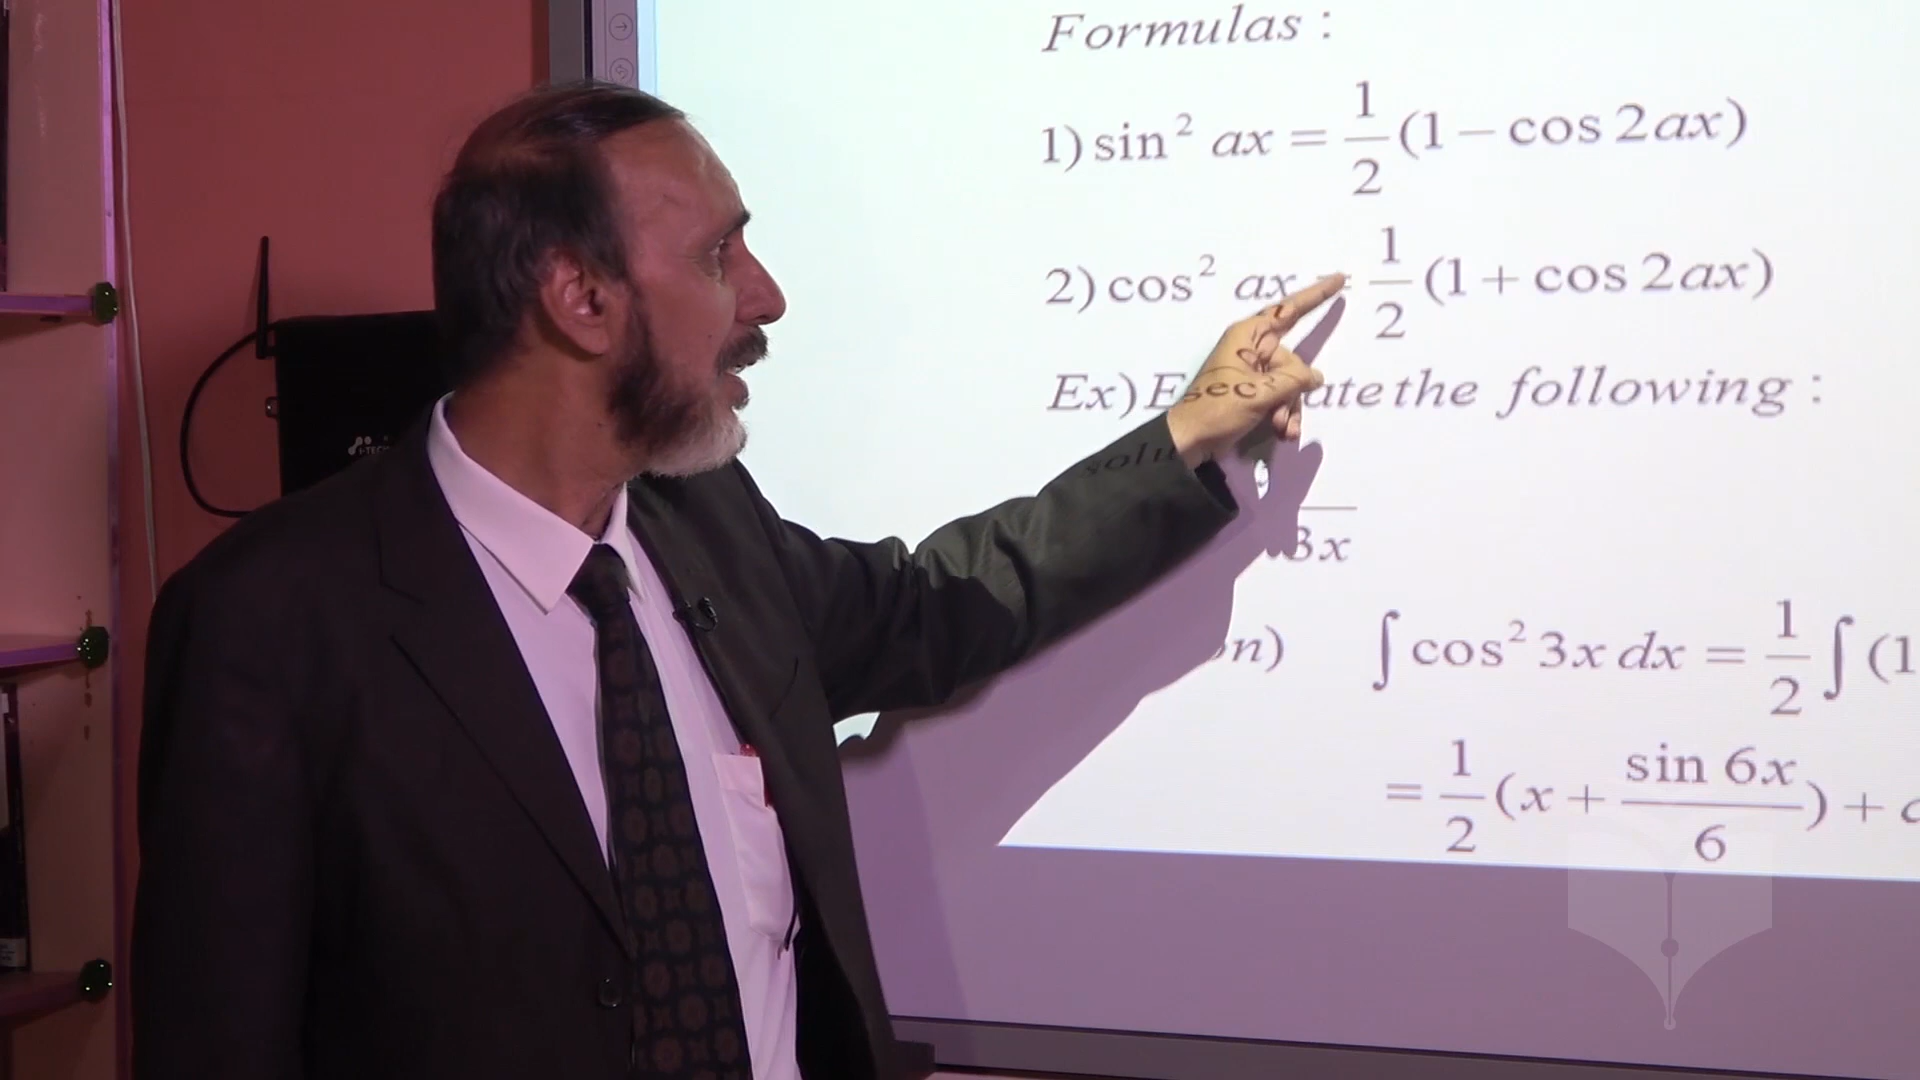 Formulas :
1) sin² ax = 1/2 (1 − cos 2ax)
2) cos² ax = 1/2 (1 + cos 2ax)
Ex) the following :
sec²
3x
∫ cos² 3x dx = 1/2 ∫ (1
= 1/2 (x + sin 6x/6) +